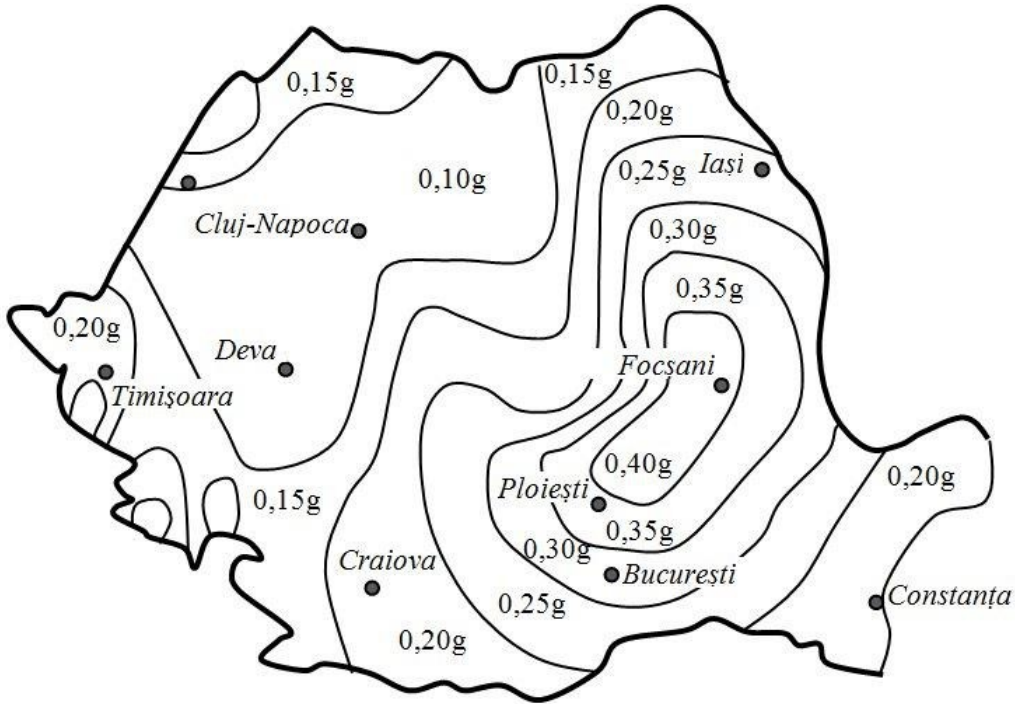 0,15g
0,15g
0,20g
0,25g
Iași
0,10g
Cluj-Napoca
0,30g
0,35g
0,20g
Deva
Focșani
Timișoara
0,40g
0,20g
Ploiești
0,15g
0,35g
0,30g
Craiova
București
Constanța
0,25g
0,20g